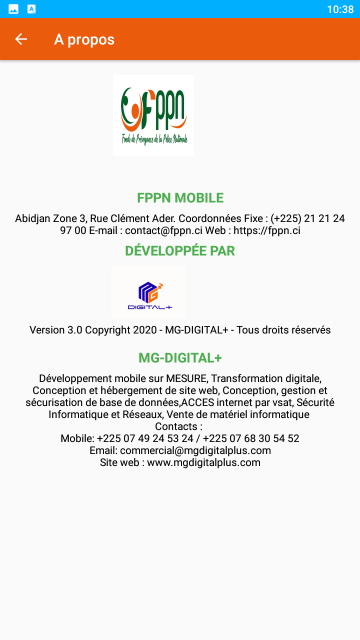 A
10:38
A propos
Fppn
Fonds de Prévoyance de la Police Nationale
FPPN MOBILE
Abidjan Zone 3, Rue Clément Ader. Coordonnées Fixe : (+225) 21 21 24
97 00 E-mail : contact@fppn.ci Web : https://fppn.ci
DÉVELOPPÉE PAR
DIGITAL+
Version 3.0 Copyright 2020 - MG-DIGITAL+ - Tous droits réservés
MG-DIGITAL+
Développement mobile sur MESURE, Transformation digitale,
Conception et hébergement de site web, Conception, gestion et
sécurisation de base de données,ACCES internet par vsat, Sécurité
Informatique et Réseaux, Vente de matériel informatique
Contacts :
Mobile: +225 07 49 24 53 24 / +225 07 68 30 54 52
Email: commercial@mgdigitalplus.com
Site web : www.mgdigitalplus.com